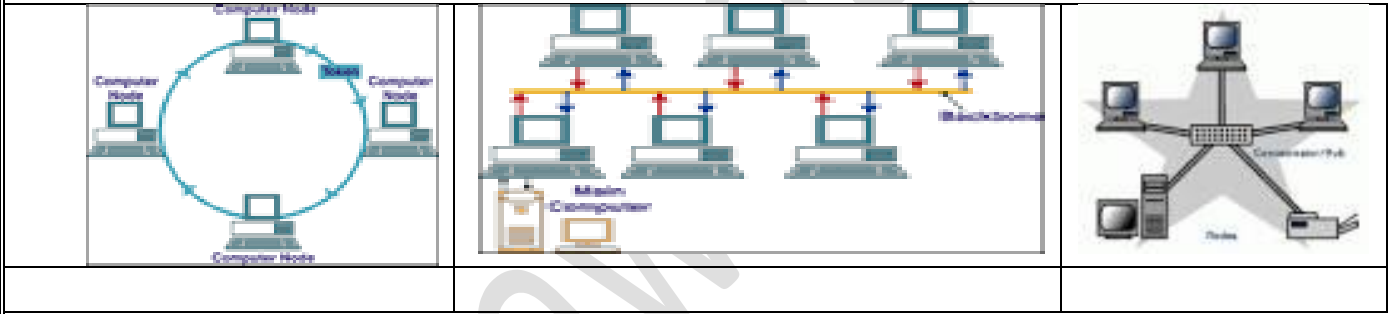 Computer Node
Token
Computer
Node
Computer
Node
Computer Node
Backbone
Main
Computer
Concentrator/Hub
Nodes